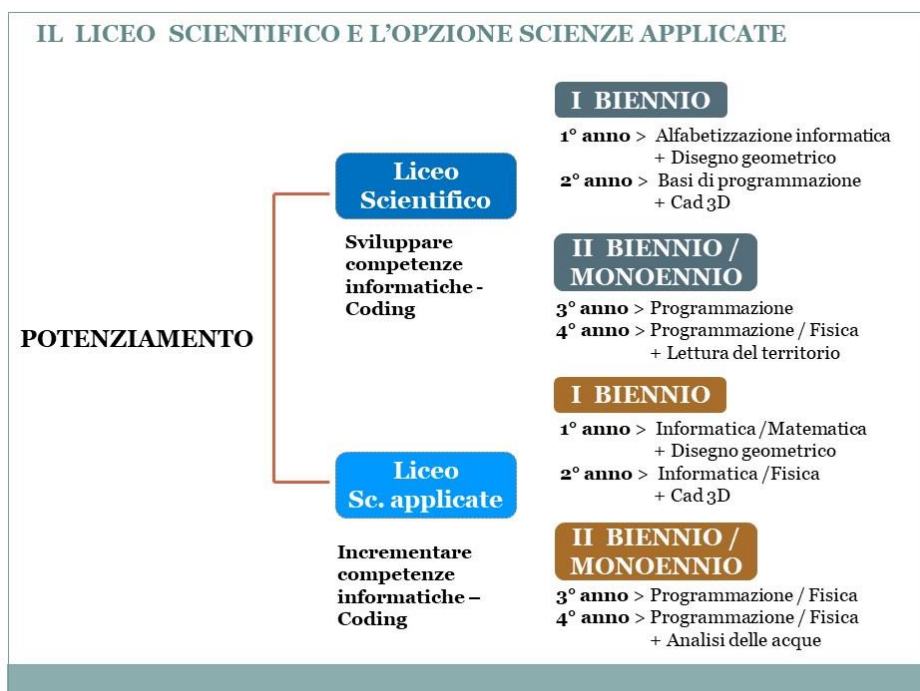 IL LICEO SCIENTIFICO E L'OPZIONE SCIENZE APPLICATE
POTENZIAMENTO
Liceo
Scientifico
Sviluppare
competenze
informatiche -
Coding
I BIENNIO
1° anno > Alfabetizzazione informatica
+ Disegno geometrico
2° anno > Basi di programmazione
+ Cad 3D
II BIENNIO /
MONOENNIO
3° anno > Programmazione
4° anno > Programmazione / Fisica
+ Lettura del territorio
Liceo
Sc. applicate
Incrementare
competenze
informatiche –
Coding
I BIENNIO
1° anno > Informatica /Matematica
+ Disegno geometrico
2° anno > Informatica /Fisica
+ Cad 3D
II BIENNIO /
MONOENNIO
3° anno > Programmazione / Fisica
4° anno > Programmazione / Fisica
+ Analisi delle acque